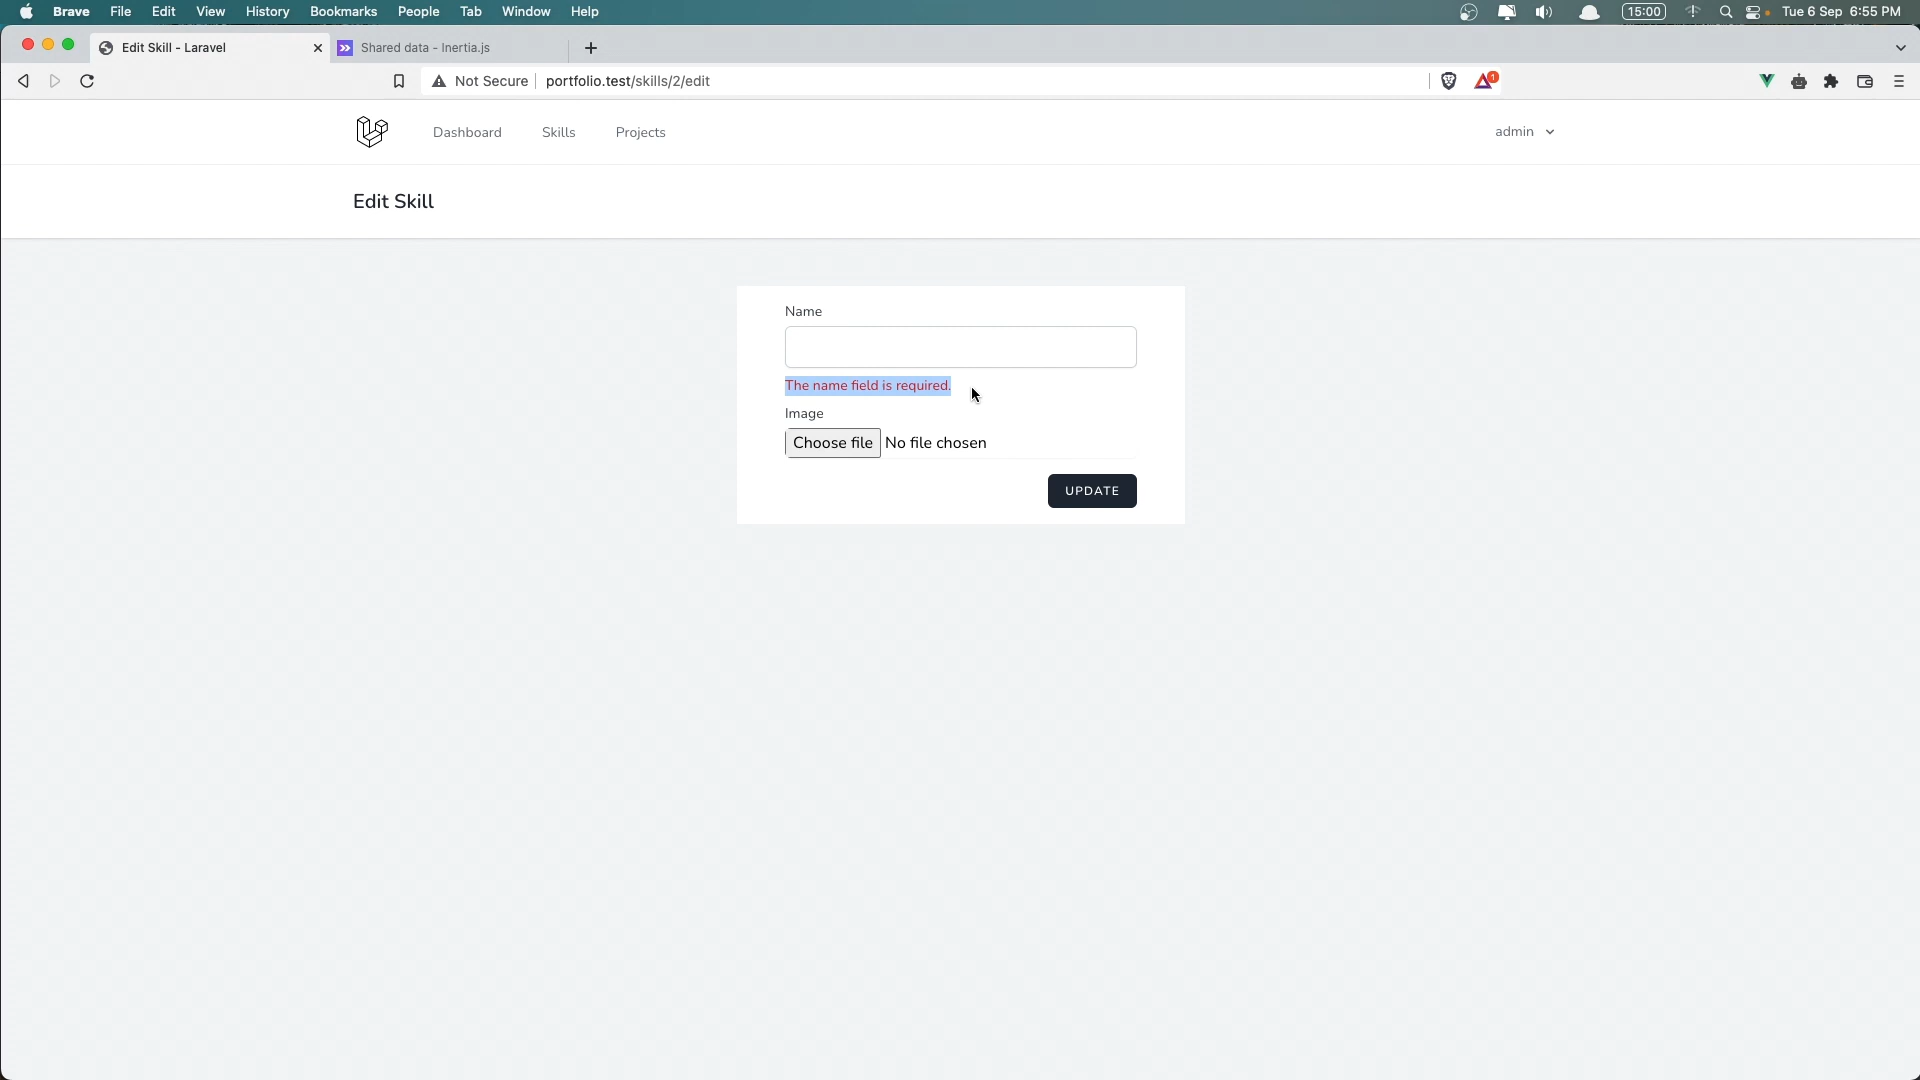 Brave File Edit View History Bookmarks People Tab Window Help 15:00 Tue 6 Sep 6:55 PM
Edit Skill - Laravel Shared data - Inertia.js
Not Secure portfolio.test/skills/2/edit 1
Dashboard Skills Projects admin
Edit Skill
Name
The name field is required.
Image
Choose file No file chosen
UPDATE